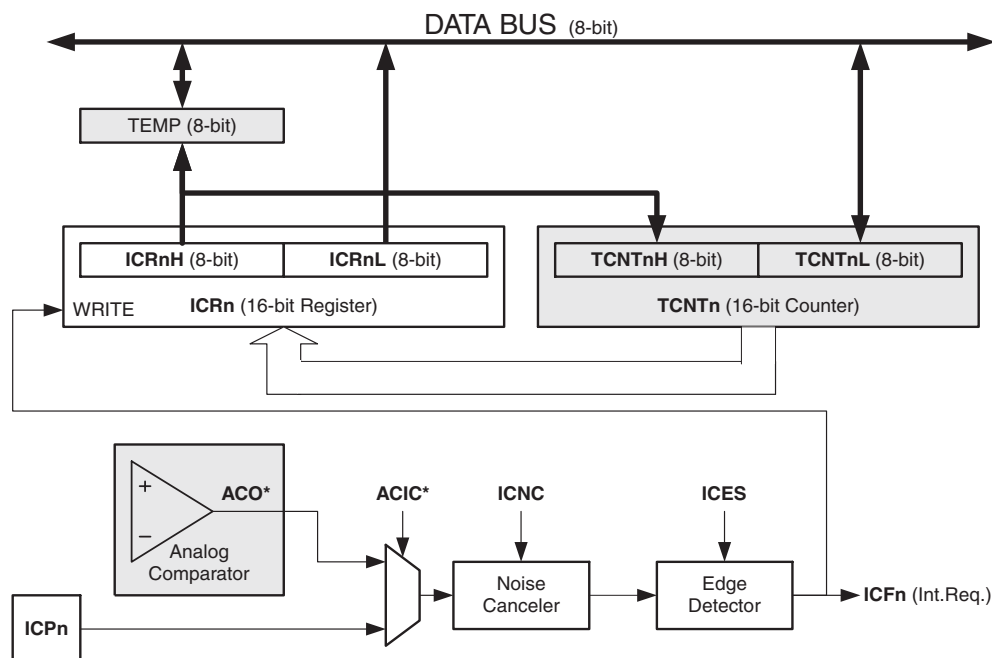 DATA BUS (8-bit)
TEMP (8-bit)
ICRnH (8-bit)
ICRnL (8-bit)
TCNTnH (8-bit)
TCNTnL (8-bit)
WRITE
ICRn (16-bit Register)
TCNTn (16-bit Counter)
+
−
ACO*
Analog
Comparator
ACIC*
ICNC
ICES
Noise
Canceler
Edge
Detector
ICFn (Int.Req.)
ICPn